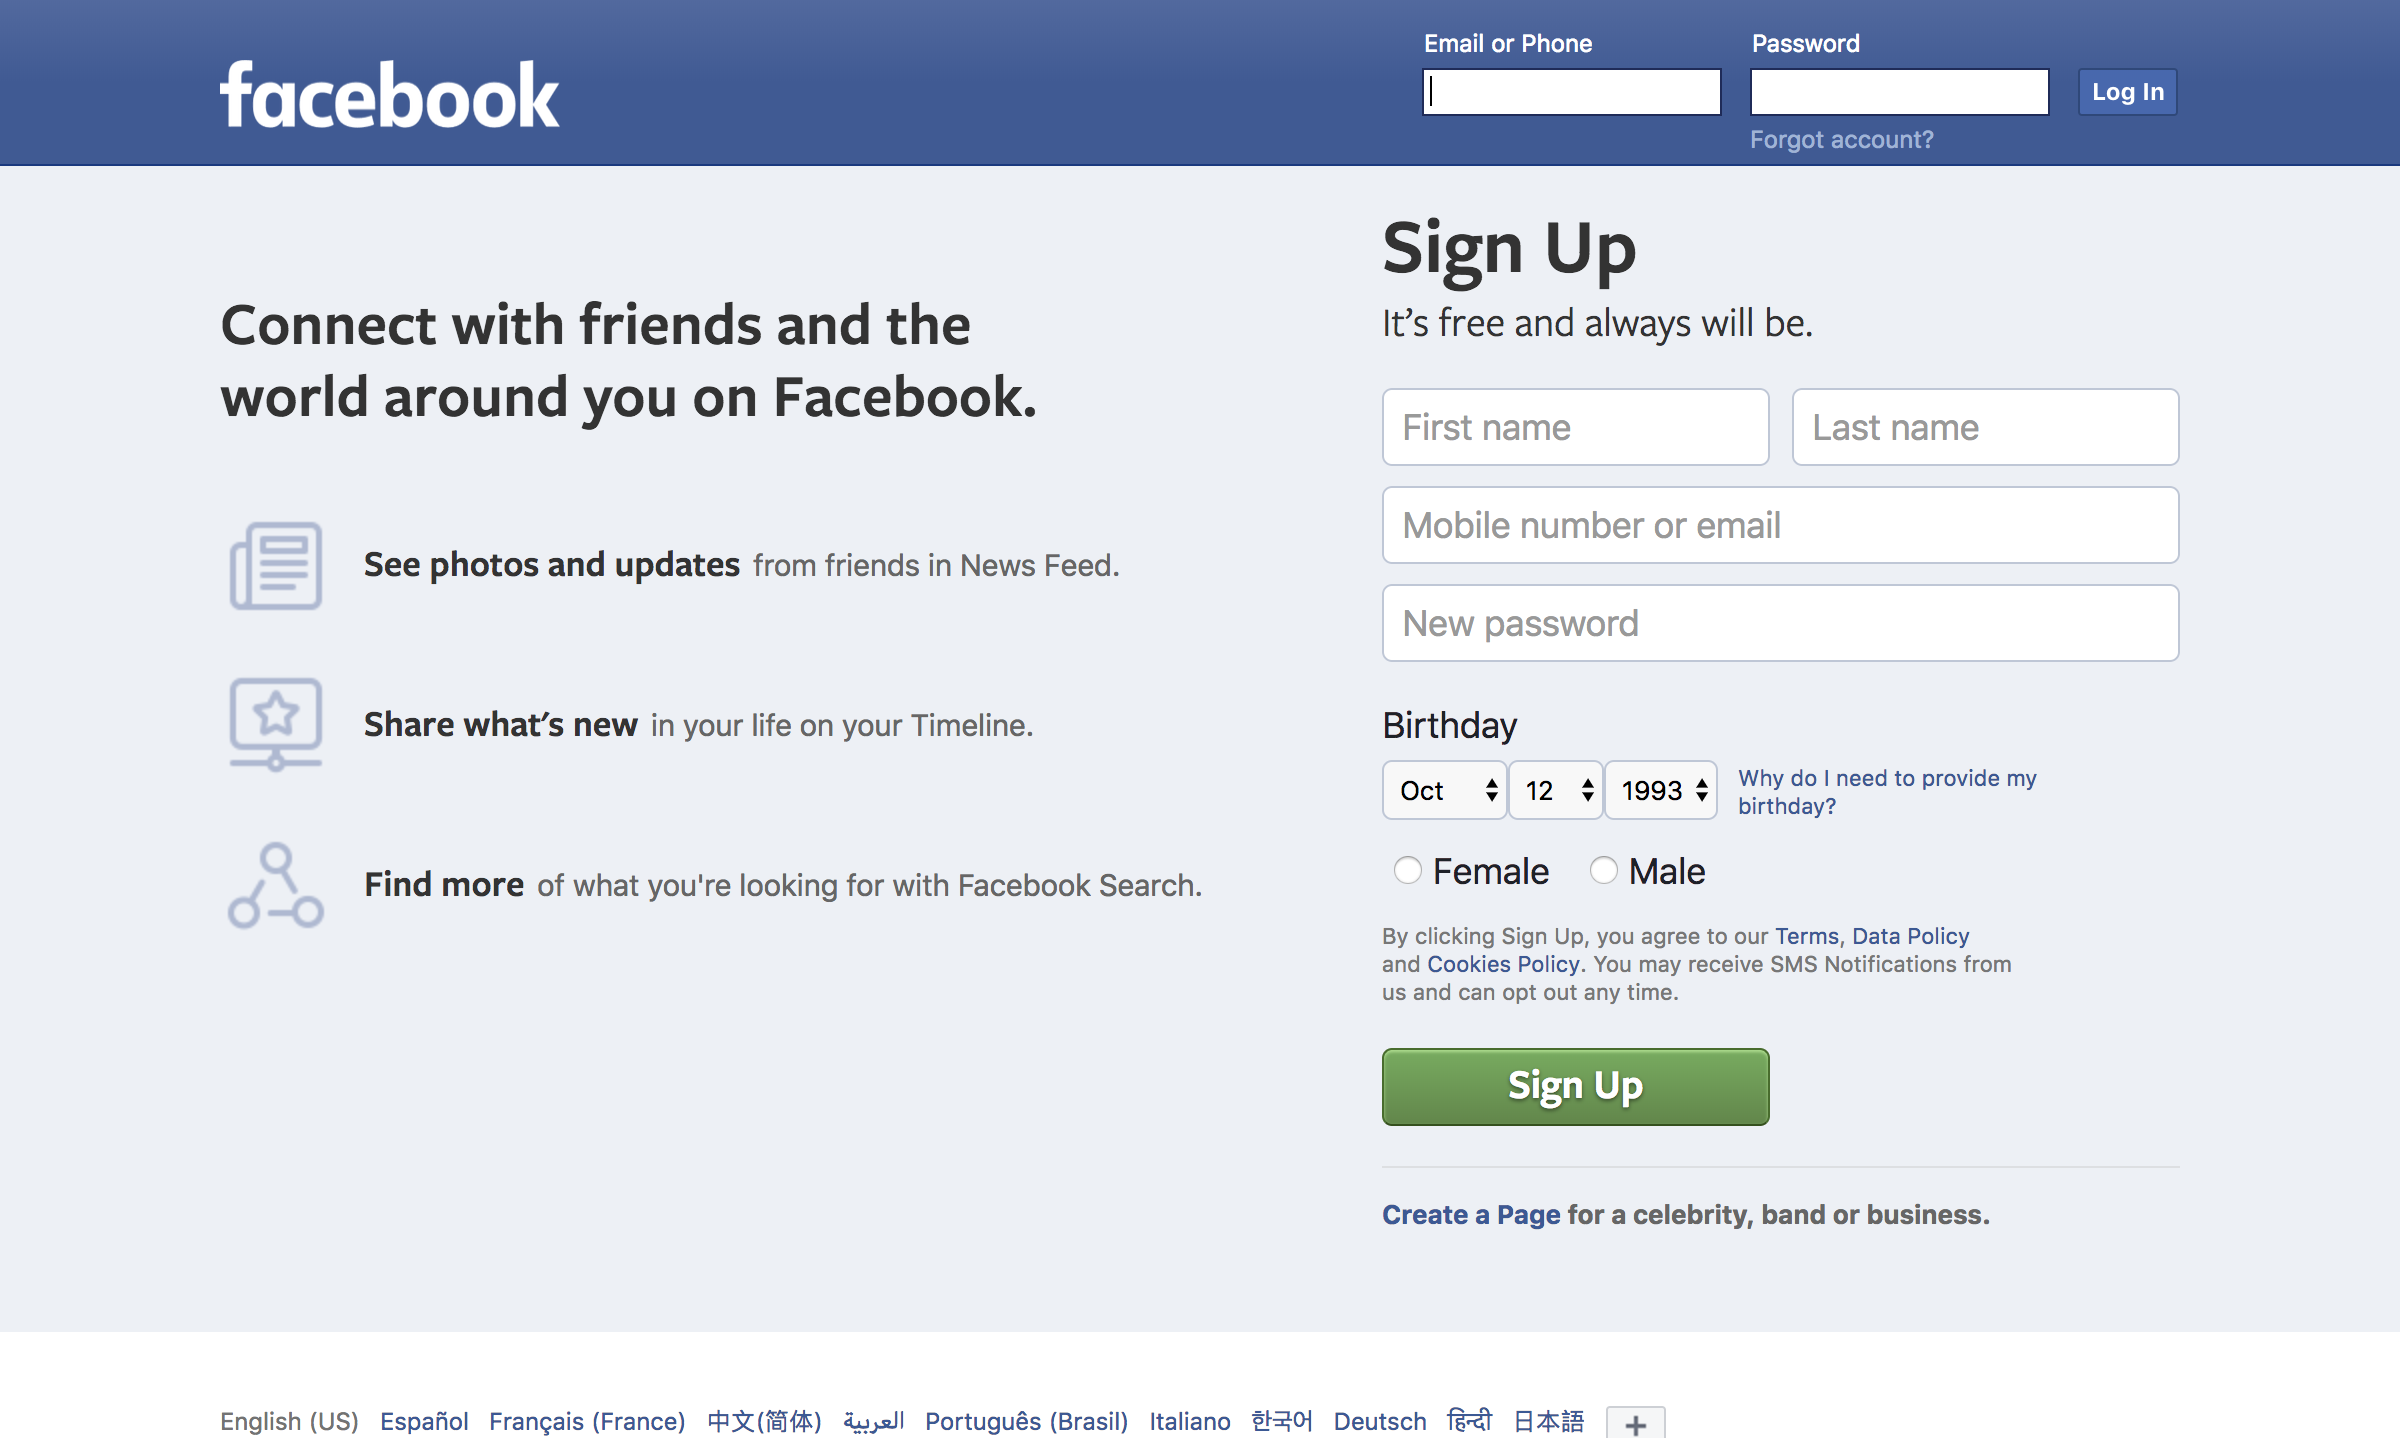 facebook
Email or Phone
Password
Log In
Forgot account?
Connect with friends and the
world around you on Facebook.
See photos and updates from friends in News Feed.
Share what's new in your life on your Timeline.
Find more of what you're looking for with Facebook Search.
Sign Up
It’s free and always will be.
First name
Last name
Mobile number or email
New password
Birthday
Oct 12 1993
Why do I need to provide my
birthday?
Female Male
By clicking Sign Up, you agree to our Terms, Data Policy
and Cookies Policy. You may receive SMS Notifications from
us and can opt out any time.
Sign Up
Create a Page for a celebrity, band or business.
English (US) Español Français (France) 中文(简体) العربية Português (Brasil) Italiano 한국어 Deutsch हिन्दी 日本語 +